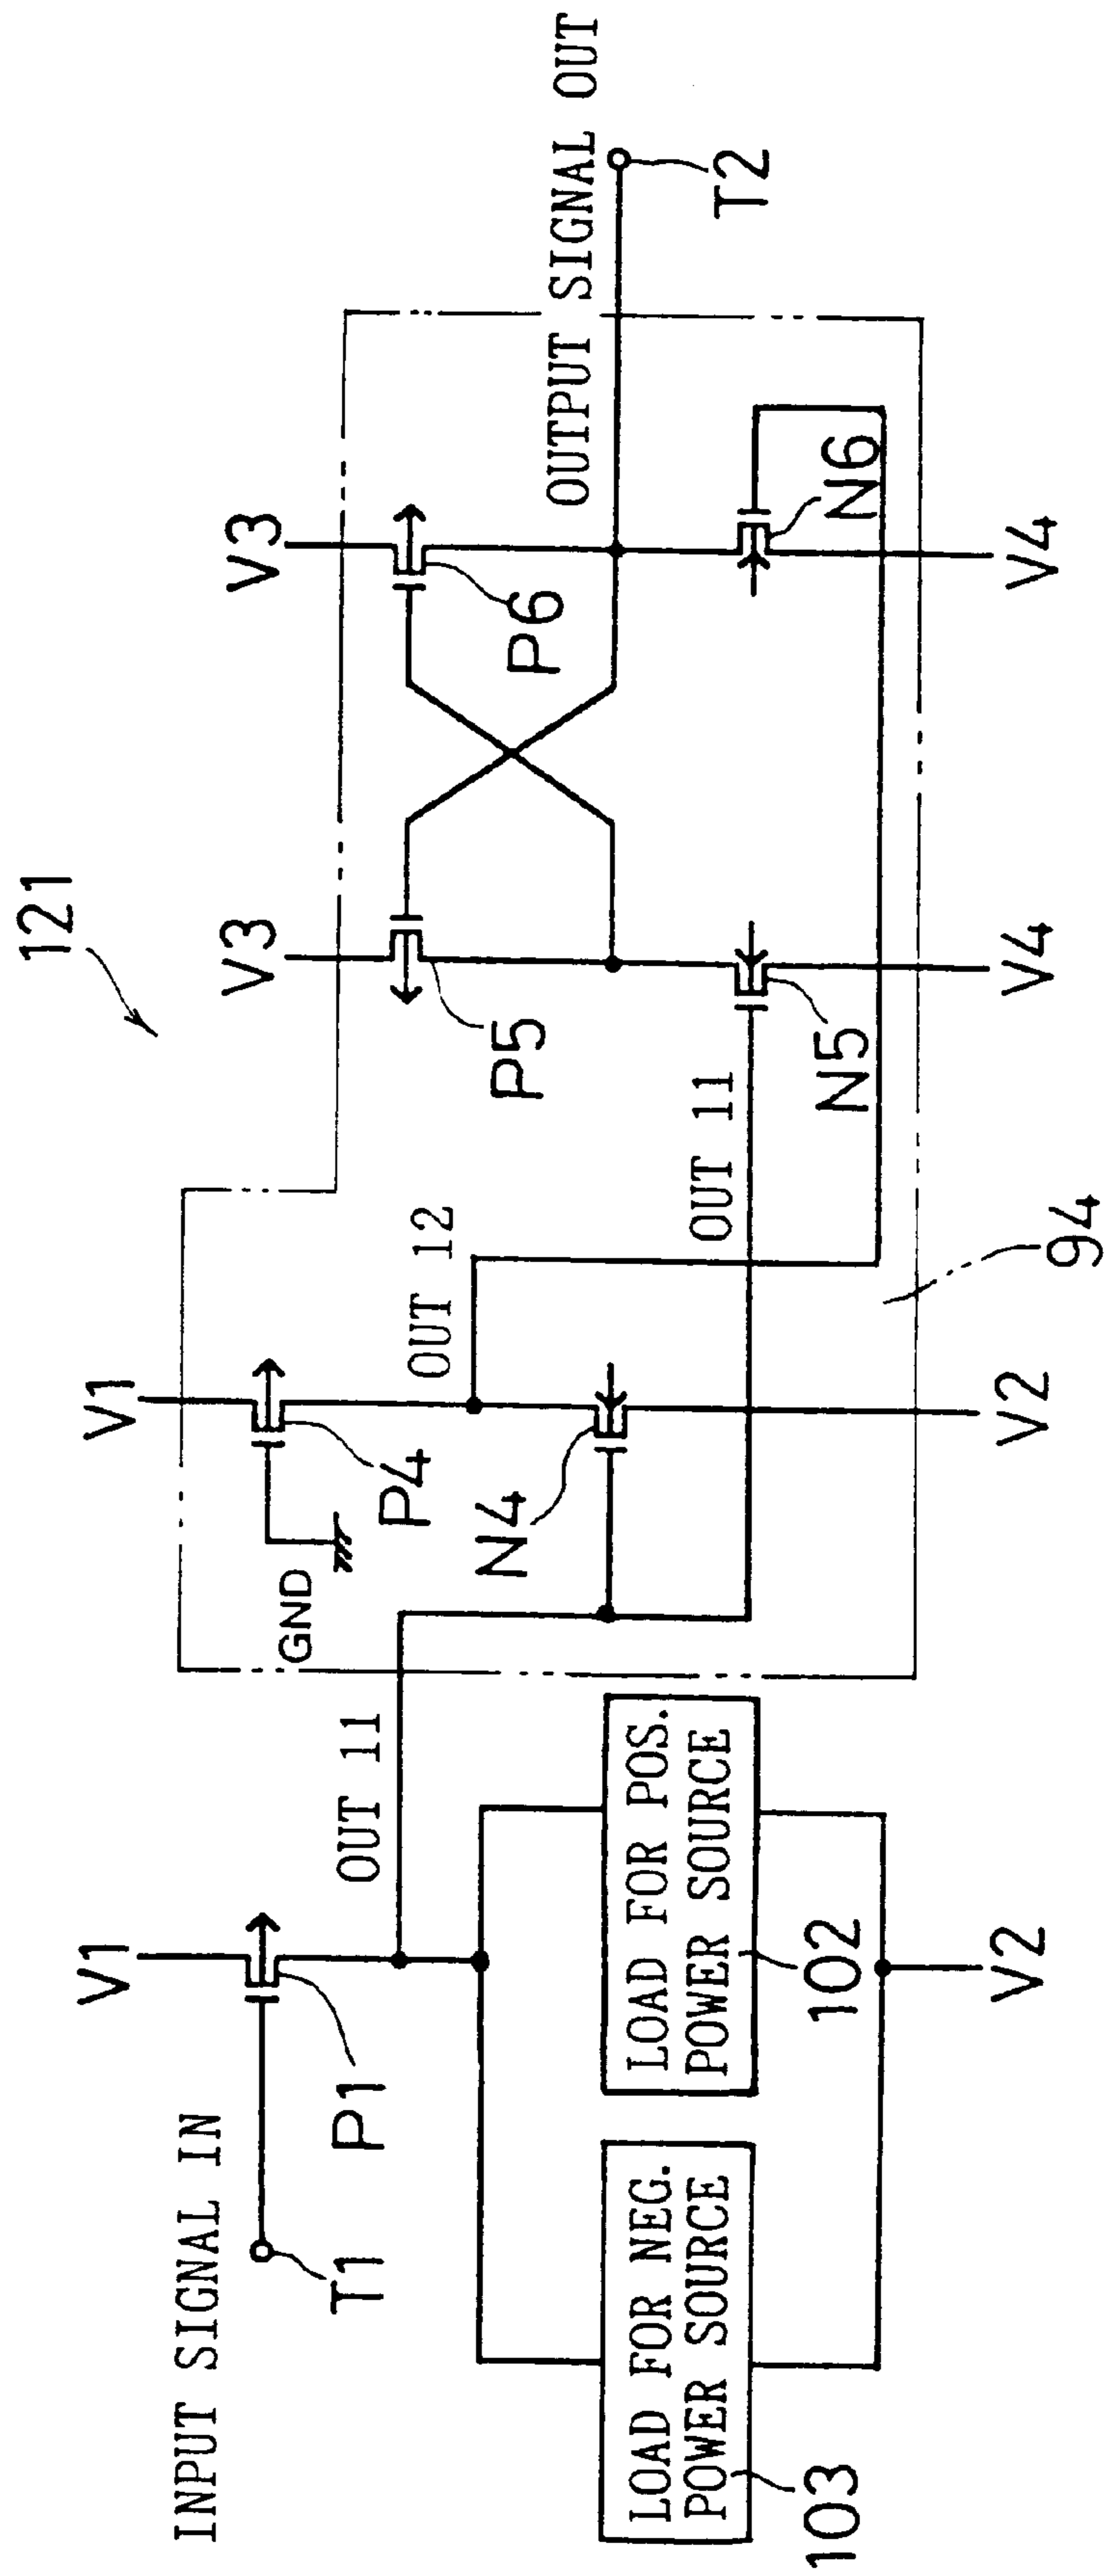 121
INPUT SIGNAL IN
T1
V1
P1
OUT 11
LOAD FOR NEG.
POWER SOURCE
103
LOAD FOR POS.
POWER SOURCE
102
V2
GND
V1
P4
N4
OUT 12
V2
OUT 11
V3
P5
N5
V4
V3
P6
N6
V4
OUTPUT SIGNAL OUT
T2
94